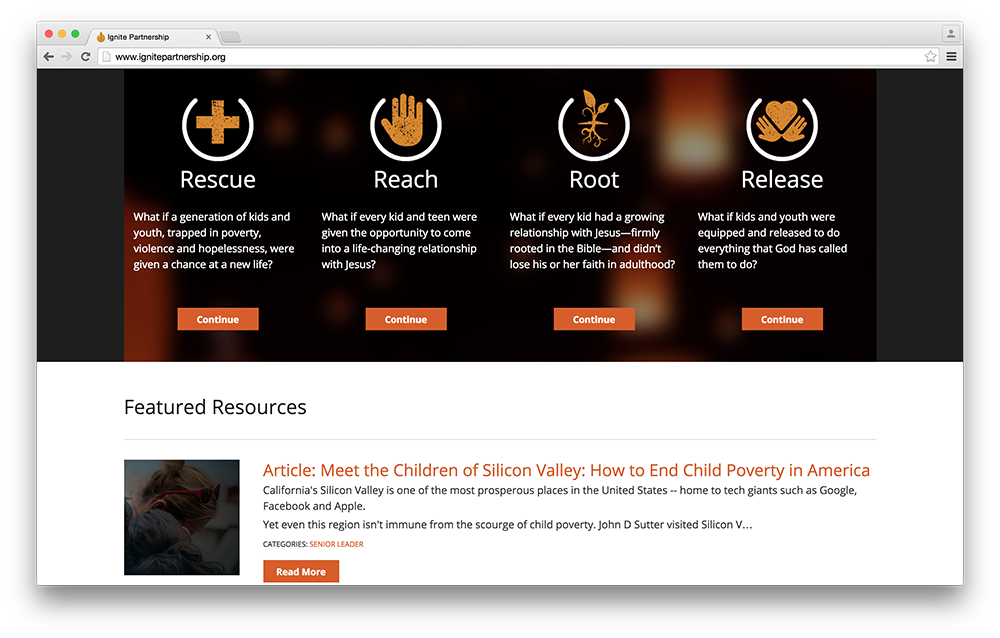 Ignite Partnership
www.ignitepartnership.org
Rescue
What if a generation of kids and
youth, trapped in poverty,
violence and hopelessness, were
given a chance at a new life?
Continue
Reach
What if every kid and teen were
given the opportunity to come
into a life-changing relationship
with Jesus?
Continue
Root
What if every kid had a growing
relationship with Jesus—firmly
rooted in the Bible—and didn't
lose his or her faith in adulthood?
Continue
Release
What if kids and youth were
equipped and released to do
everything that God has called
them to do?
Continue
Featured Resources
Article: Meet the Children of Silicon Valley: How to End Child Poverty in America
California's Silicon Valley is one of the most prosperous places in the United States -- home to tech giants such as Google,
Facebook and Apple.
Yet even this region isn't immune from the scourge of child poverty. John D Sutter visited Silicon V…
CATEGORIES: SENIOR LEADER
Read More